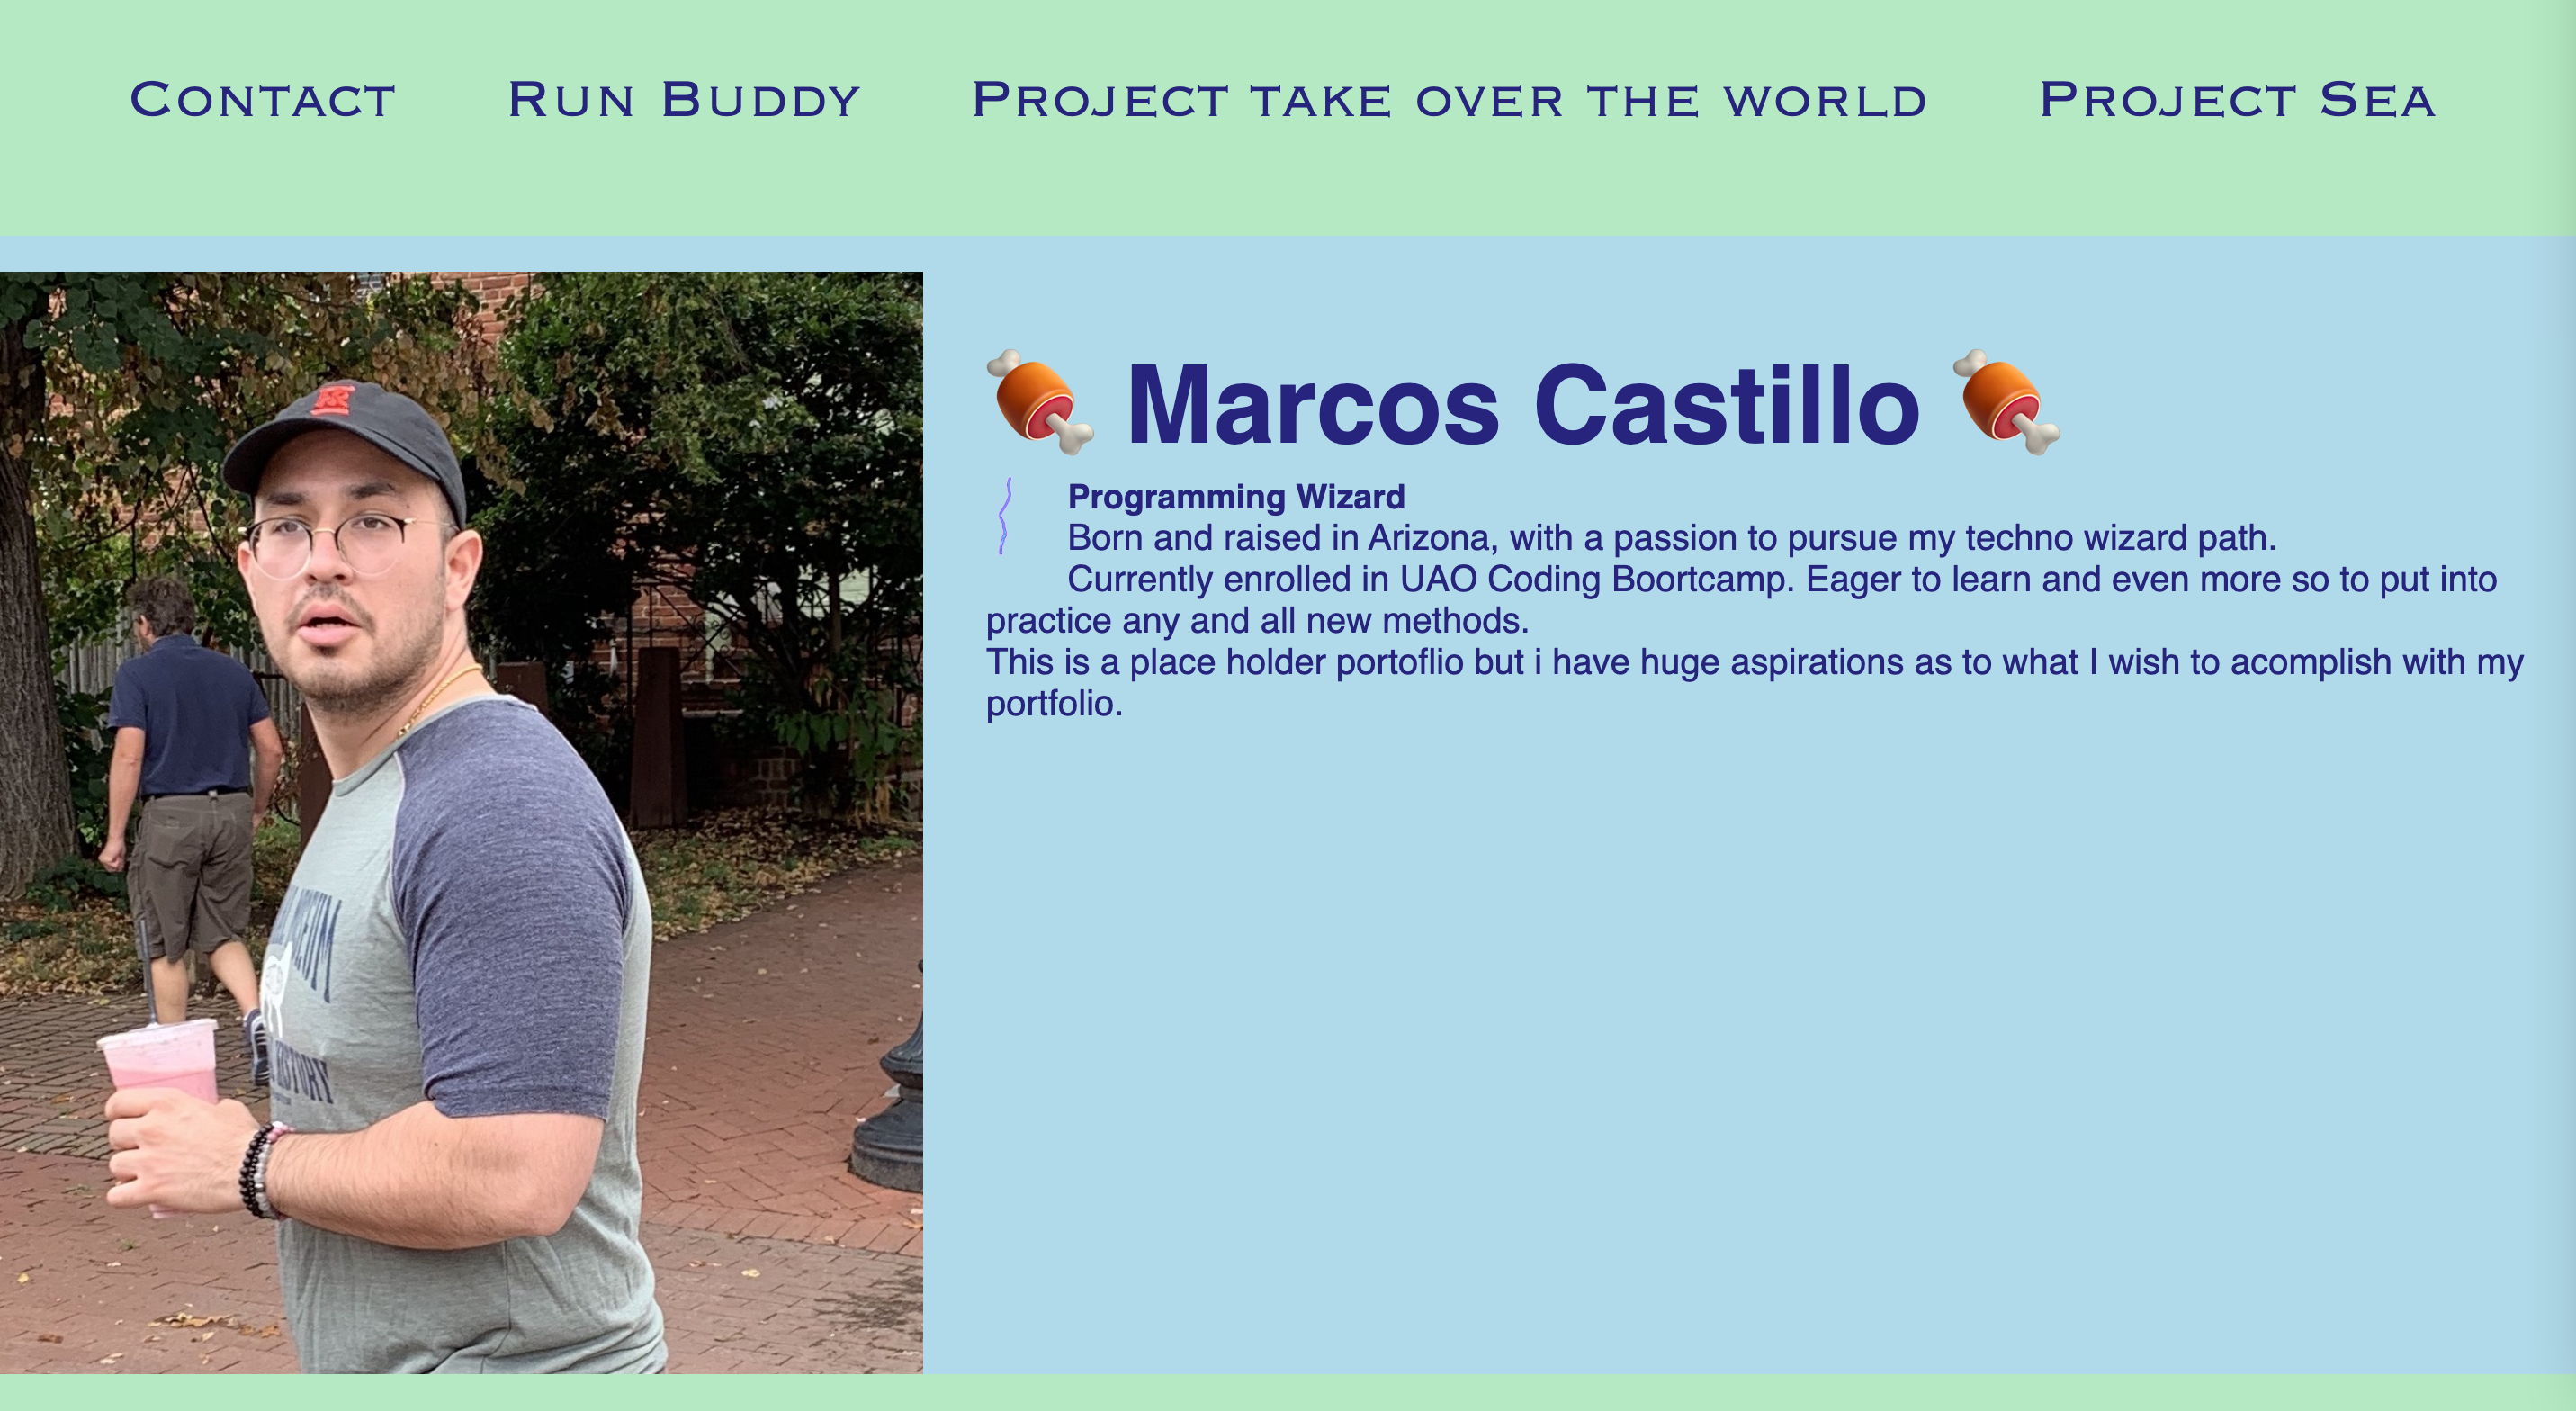 Contact Run Buddy Project take over the world Project Sea
🍖 Marcos Castillo 🍖
Programming Wizard
Born and raised in Arizona, with a passion to pursue my techno wizard path.
Currently enrolled in UAO Coding Boortcamp. Eager to learn and even more so to put into
practice any and all new methods.
This is a place holder portoflio but i have huge aspirations as to what I wish to acomplish with my
portfolio.